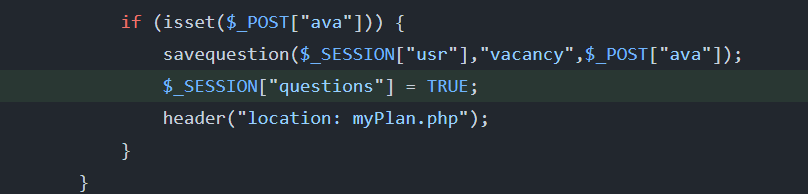 if (isset($_POST["ava"])) {
savequestion($_SESSION["usr"],"vacancy",$_POST["ava"]);
$_SESSION["questions"] = TRUE;
header("location: myPlan.php");
}
}